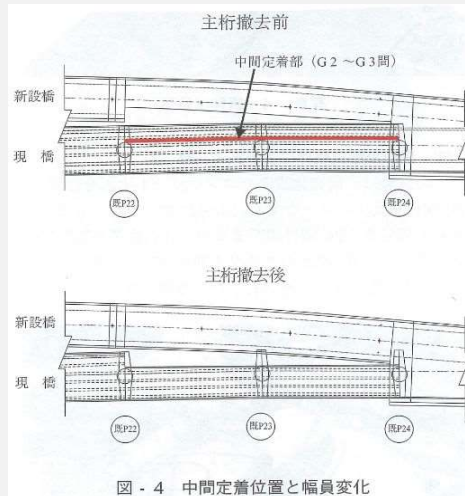 主桁撤去前
中間定着部（G2 ～G3間）
新設橋
現 橋
既P22
既P23
既P24
主桁撤去後
新設橋
現 橋
既P22
既P23
既P24
図 - 4 中間定着位置と幅員変化